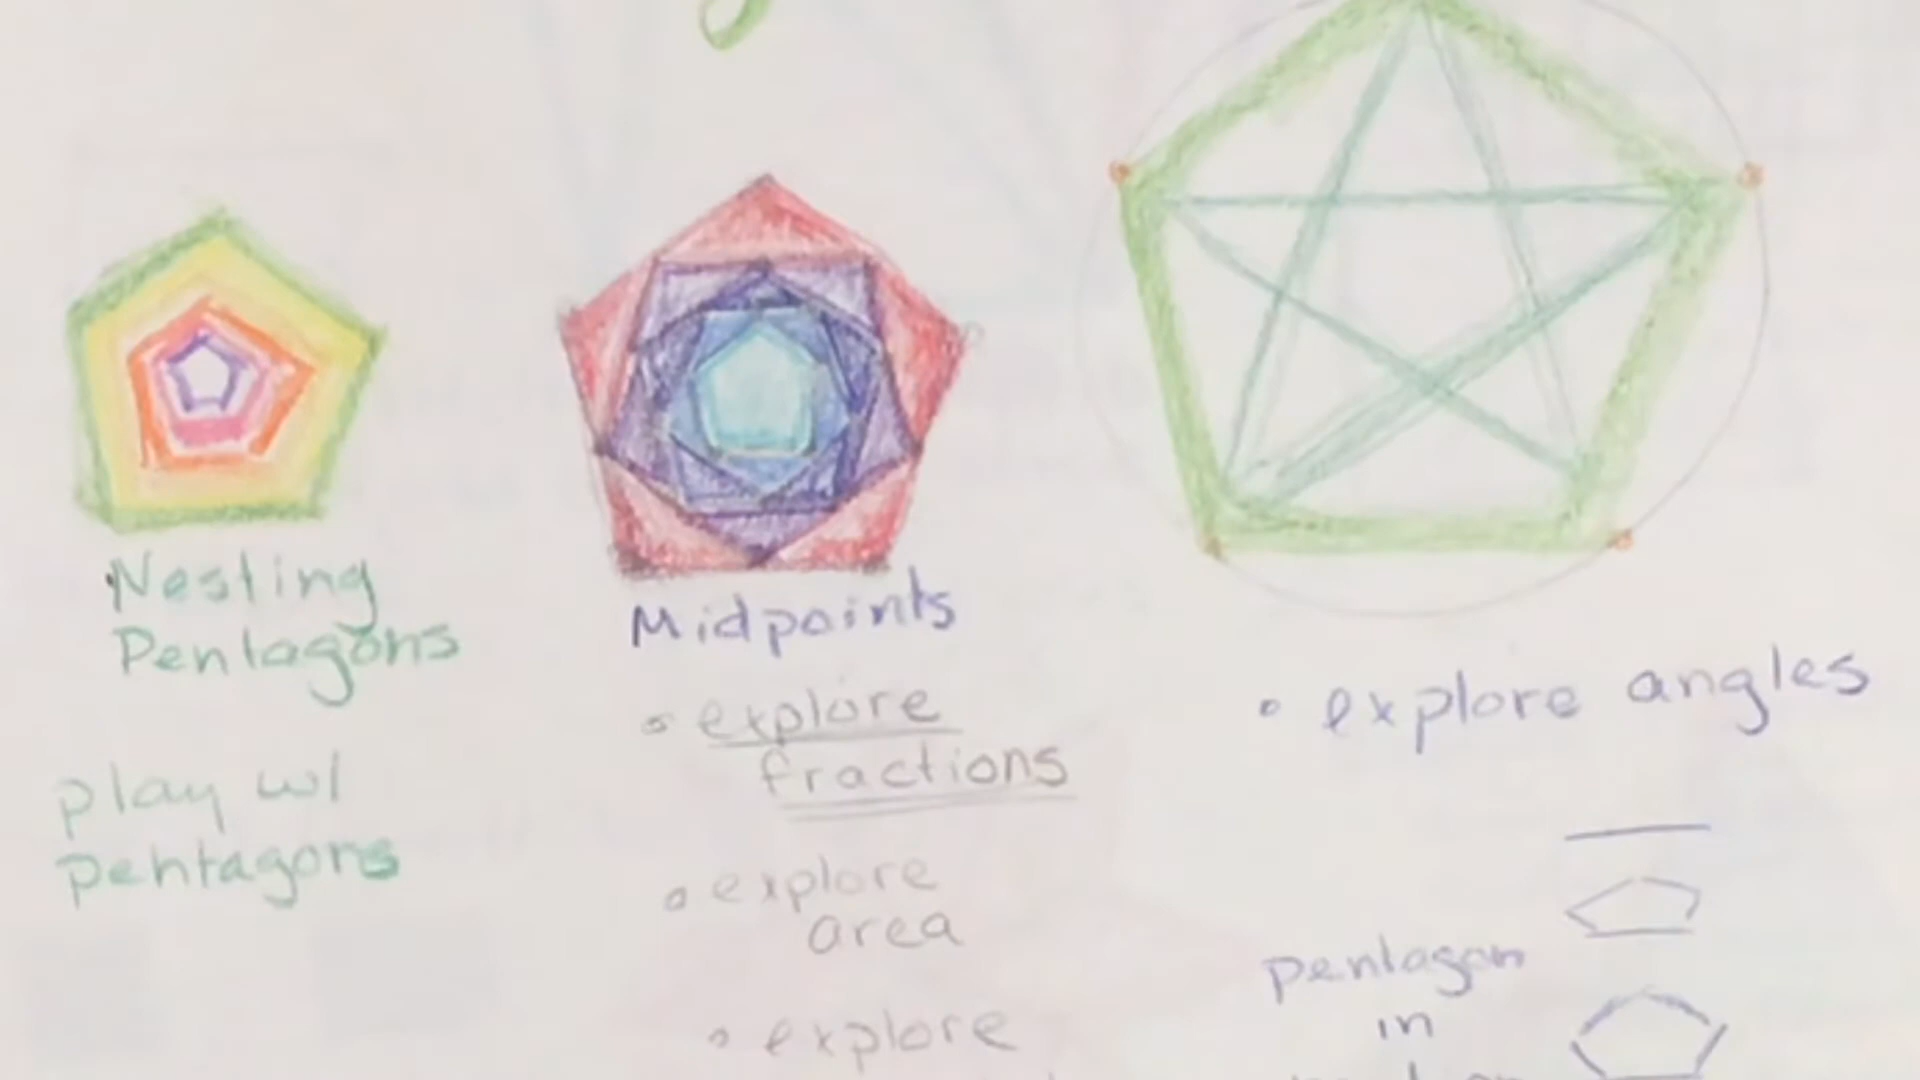 Nesting
Pentagons
play w/
pentagons
Midpoints
explore
fractions
explore
area
explore
• explore angles
pentagon
in